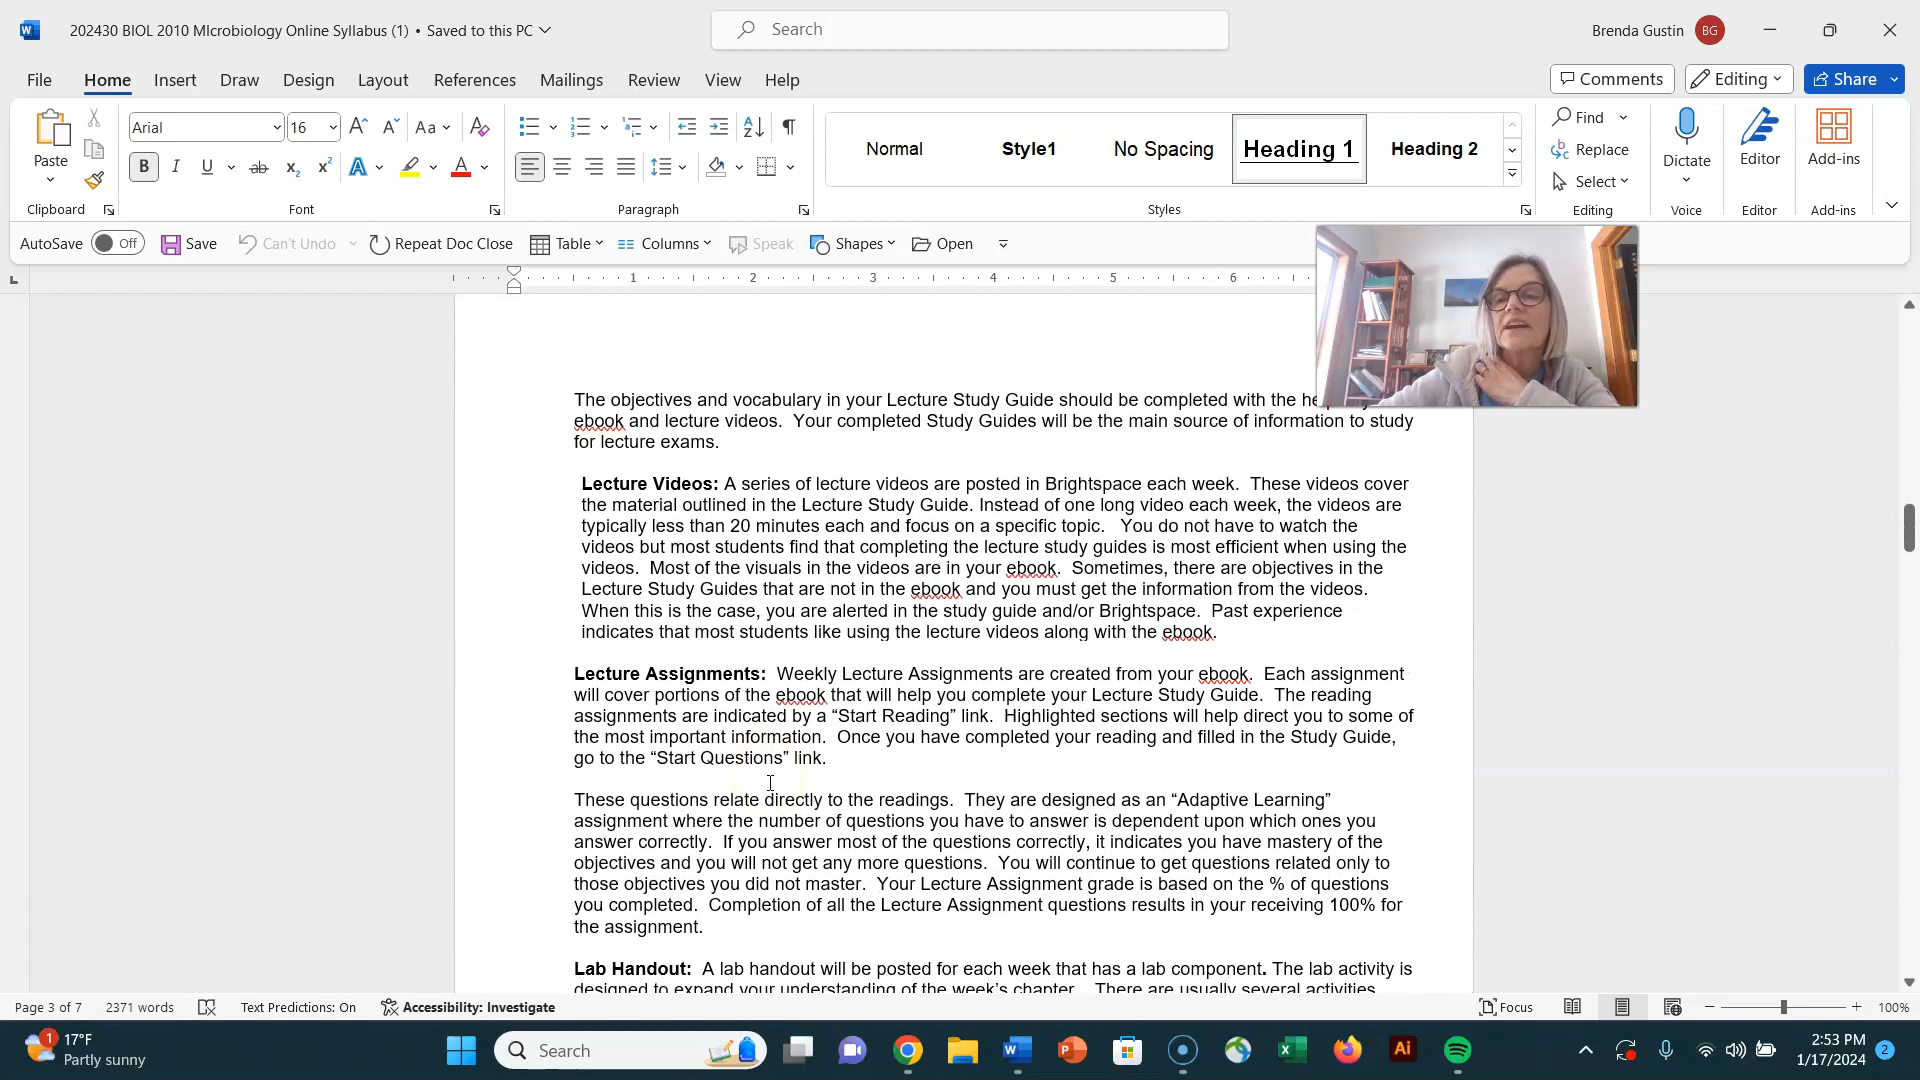 202430 BIOL 2010 MIcrobiology Online Syllabus (1) • Saved to this PC
Search
Brenda Gustin
BG
File
Home
Insert
Draw
Design
Layout
References
Mailings
Review
View
Help
Comments
Editing
Share
Paste
Clipboard
Arial
16
Font
Paragraph
Normal
Style1
No Spacing
Heading 1
Heading 2
Styles
Find
Replace
Select
Editing
Dictate
Voice
Editor
Editor
Add-ins
Add-ins
AutoSave
Off
Save
Can't Undo
Repeat Doc Close
Table
Columns
Speak
Shapes
Open
1 2 3 4 5 6
The objectives and vocabulary in your Lecture Study Guide should be completed with the
ebook and lecture videos.  Your completed Study Guides will be the main source of information to study
for lecture exams.
Lecture Videos: A series of lecture videos are posted in Brightspace each week.  These videos cover
the material outlined in the Lecture Study Guide. Instead of one long video each week, the videos are
typically less than 20 minutes each and focus on a specific topic.   You do not have to watch the
videos but most students find that completing the lecture study guides is most efficient when using the
videos.  Most of the visuals in the videos are in your ebook.  Sometimes, there are objectives in the
Lecture Study Guides that are not in the ebook and you must get the information from the videos.
When this is the case, you are alerted in the study guide and/or Brightspace.  Past experience
indicates that most students like using the lecture videos along with the ebook.
Lecture Assignments:  Weekly Lecture Assignments are created from your ebook.  Each assignment
will cover portions of the ebook that will help you complete your Lecture Study Guide.  The reading
assignments are indicated by a “Start Reading” link.  Highlighted sections will help direct you to some of
the most important information.  Once you have completed your reading and filled in the Study Guide,
go to the “Start Questions” link.
These questions relate directly to the readings.  They are designed as an “Adaptive Learning”
assignment where the number of questions you have to answer is dependent upon which ones you
answer correctly.  If you answer most of the questions correctly, it indicates you have mastery of the
objectives and you will not get any more questions.  You will continue to get questions related only to
those objectives you did not master.  Your Lecture Assignment grade is based on the % of questions
you completed.  Completion of all the Lecture Assignment questions results in your receiving 100% for
the assignment.
Lab Handout:  A lab handout will be posted for each week that has a lab component. The lab activity is
designed to expand your understanding of the week's chapter.   There are usually several activities
Page 3 of 7
2371 words
Text Predictions: On
Accessibility: Investigate
Focus
100%
1
17°F
Partly sunny
Search
2:53 PM
1/17/2024
2